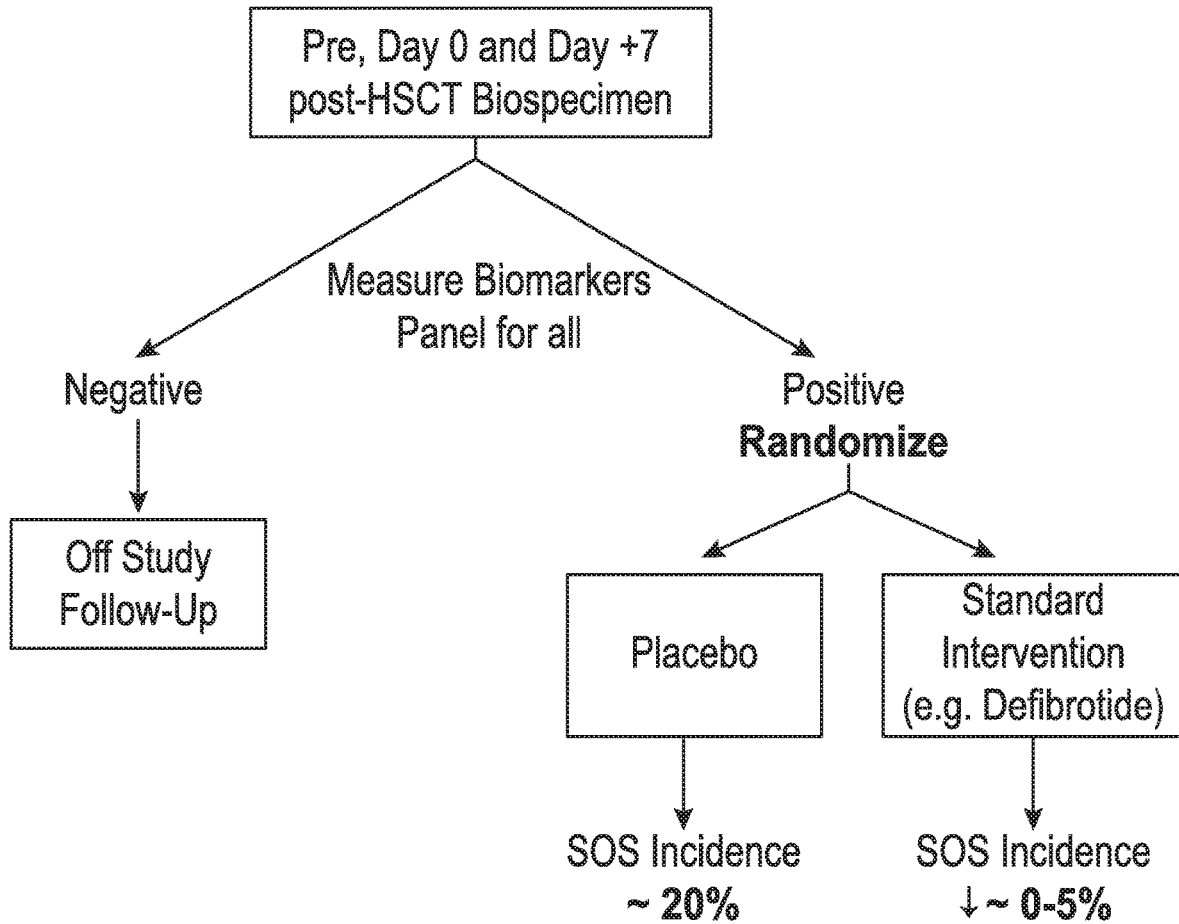 Pre, Day 0 and Day +7
post-HSCT Biospecimen
Measure Biomarkers
Panel for all
Negative
Positive
Randomize
Off Study
Follow-Up
Placebo
Standard
Intervention
(e.g. Defibrotide)
SOS Incidence
~ 20%
SOS Incidence
↓ ~ 0-5%